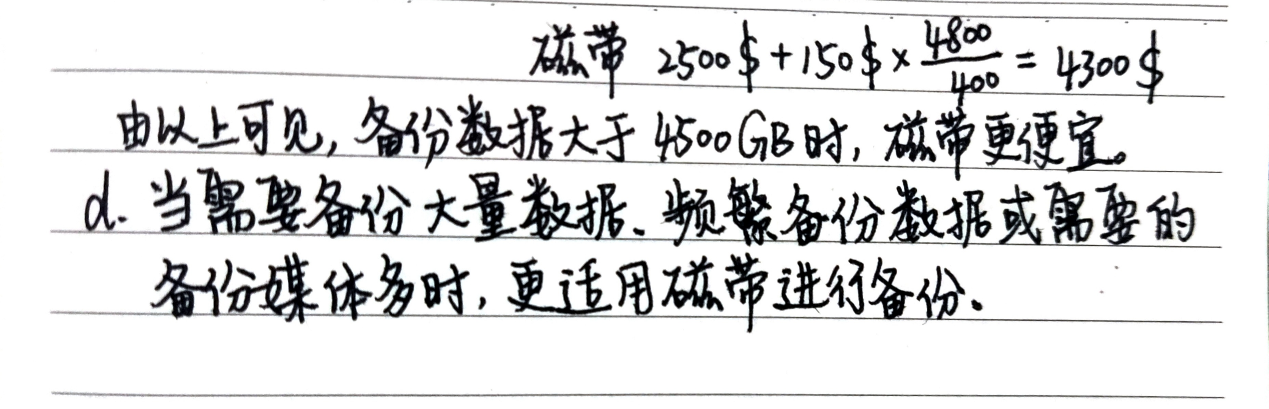 磁带 2500$+150$×4800/400=4300$
由以上可见,备份数据大于4500GB时,磁带更便宜。
d.当需要备份大量数据、频繁备份数据或需要的
备份媒体多时,更适用磁带进行备份。